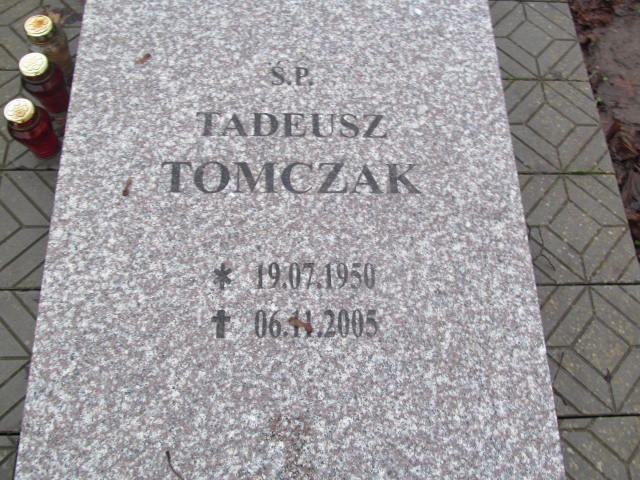 Ś.P.
TADEUSZ
TOMCZAK
* 19.07.1950
✝ 06.11.2005